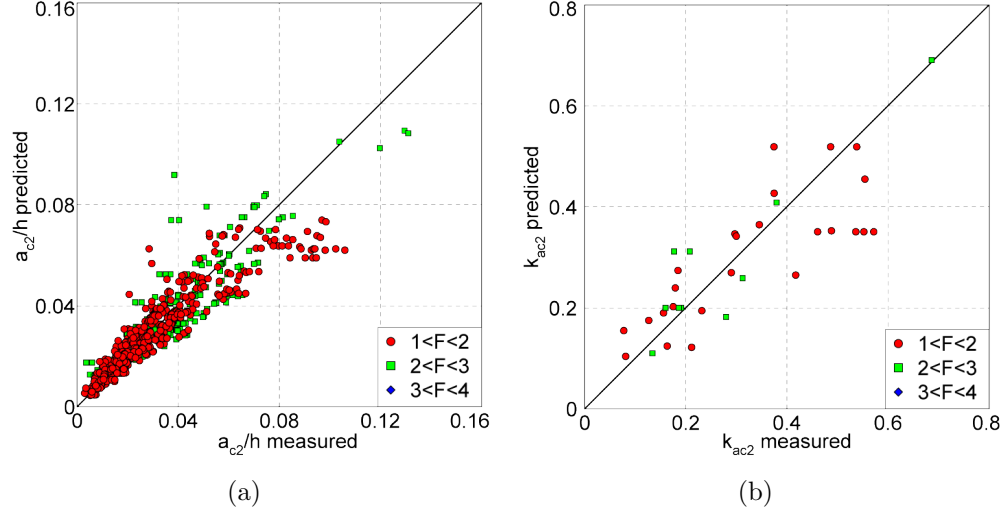 0.16
0.12
0.08
0.04
0
a_c2/h predicted
0 0.04 0.08 0.12 0.16
a_c2/h measured
1<F<2
2<F<3
3<F<4
(a)
0.8
0.6
0.4
0.2
0
k_ac2 predicted
0 0.2 0.4 0.6 0.8
k_ac2 measured
1<F<2
2<F<3
3<F<4
(b)